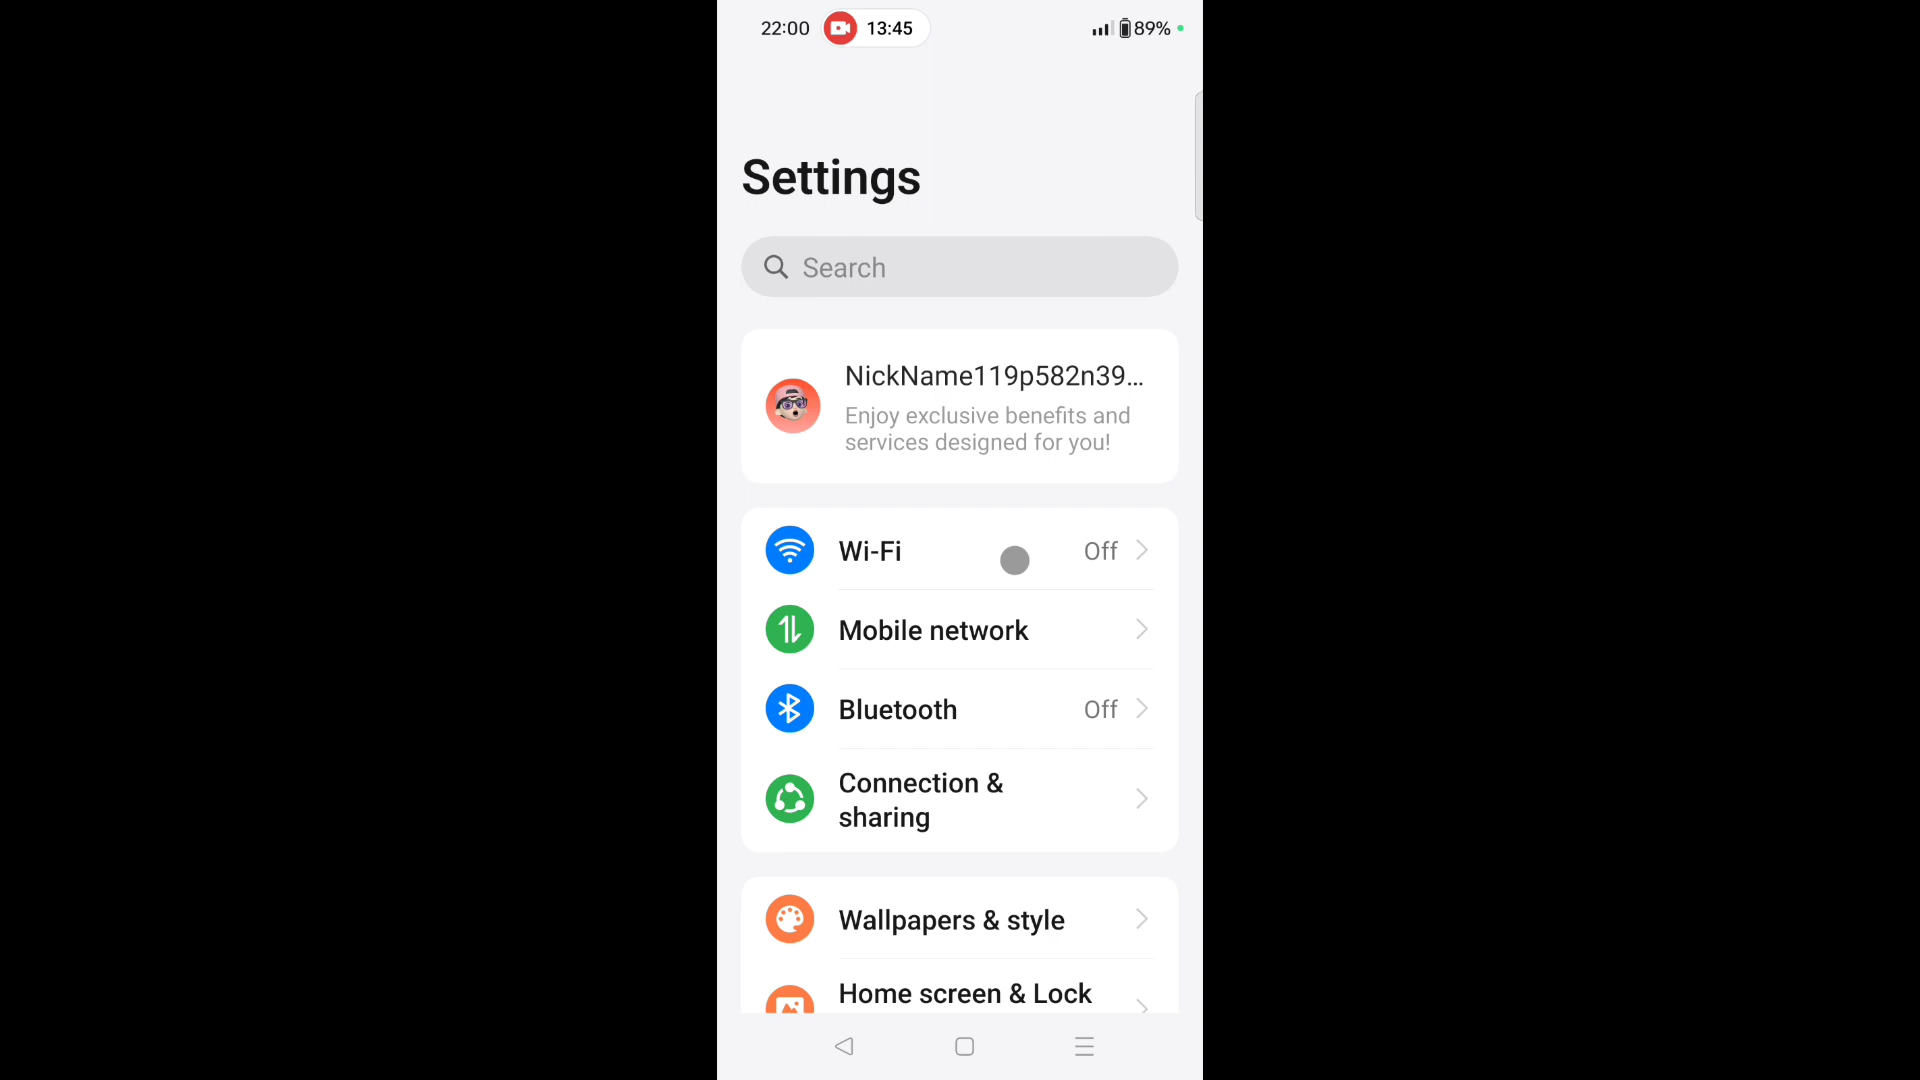 22:00 13:45 89%
Settings
Search
NickName119p582n39...
Enjoy exclusive benefits and
services designed for you!
Wi-Fi Off
Mobile network
Bluetooth Off
Connection &
sharing
Wallpapers & style
Home screen & Lock